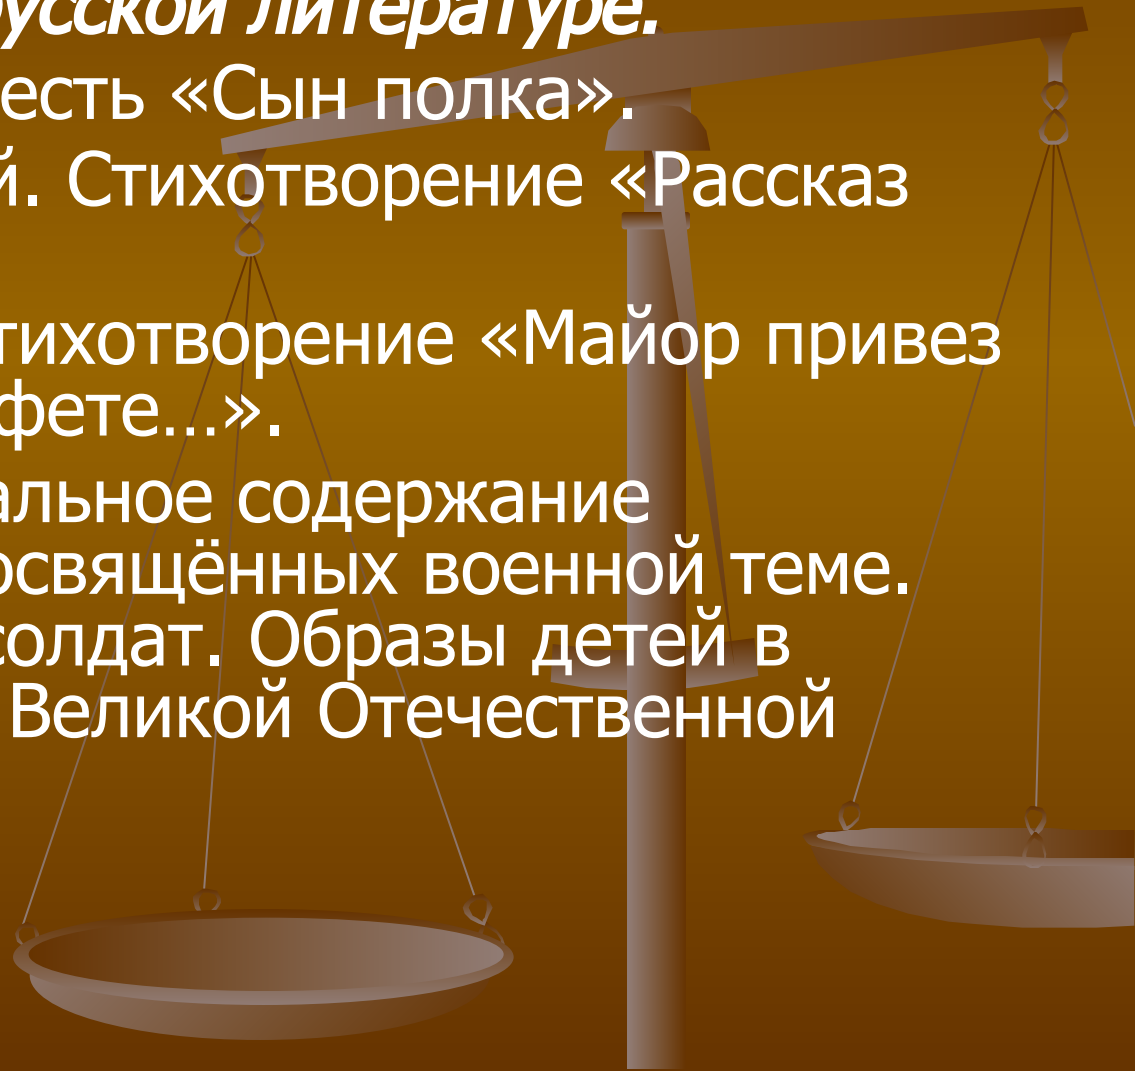 русской литературе.
есть «Сын полка».
й. Стихотворение «Рассказ
тихотворение «Майор привез
фете…».
альное содержание
освящённых военной теме.
солдат. Образы детей в
Великой Отечественной